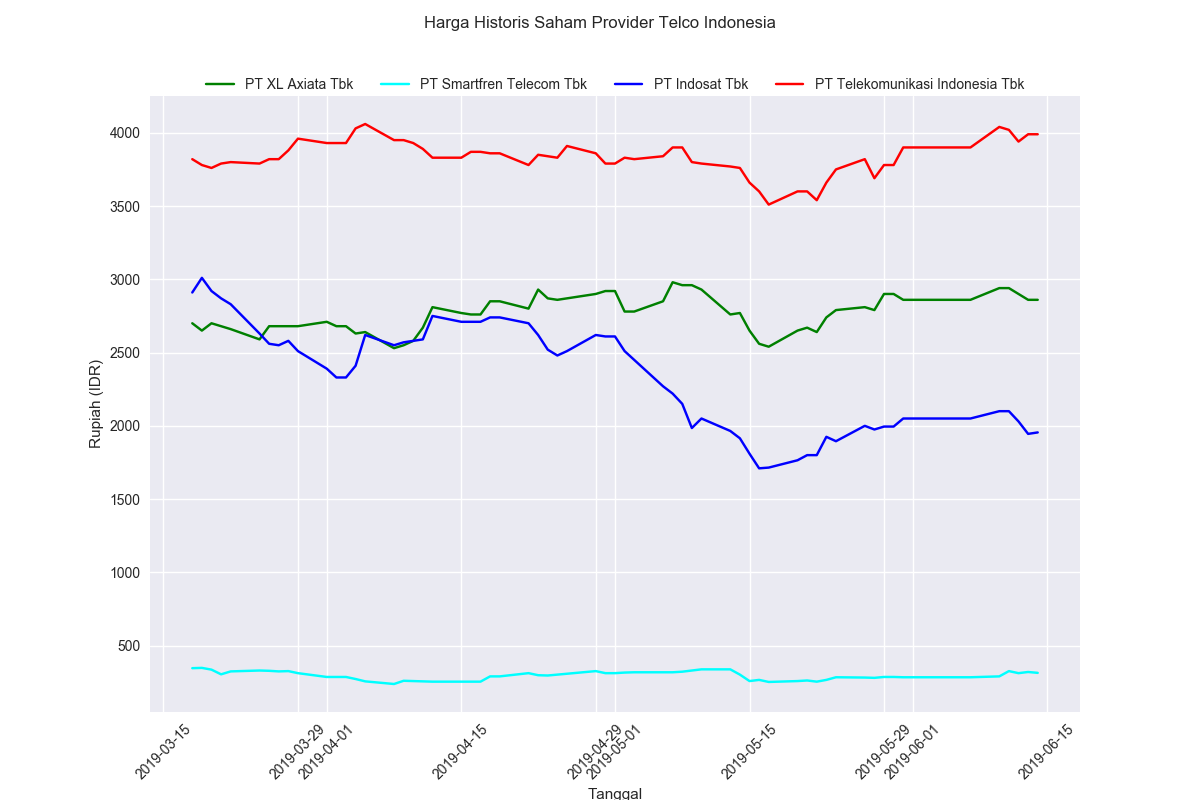 Harga Historis Saham Provider Telco Indonesia
PT XL Axiata Tbk
PT Smartfren Telecom Tbk
PT Indosat Tbk
PT Telekomunikasi Indonesia Tbk
4000
3500
3000
2500
2000
1500
1000
500
Rupiah (IDR)
2019-03-15
2019-03-29
2019-04-01
2019-04-15
2019-04-29
2019-05-01
2019-05-15
2019-05-29
2019-06-01
2019-06-15
Tanggal